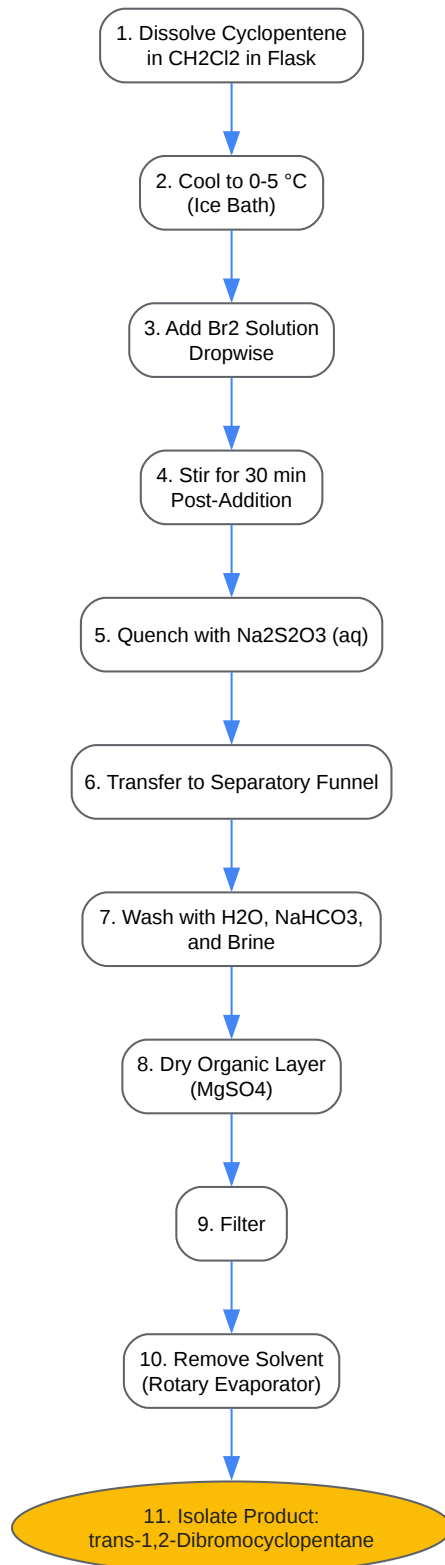 1. Dissolve Cyclopentene
in CH2Cl2 in Flask
2. Cool to 0-5 °C
(Ice Bath)
3. Add Br2 Solution
Dropwise
4. Stir for 30 min
Post-Addition
5. Quench with Na2S2O3 (aq)
6. Transfer to Separatory Funnel
7. Wash with H2O, NaHCO3,
and Brine
8. Dry Organic Layer
(MgSO4)
9. Filter
10. Remove Solvent
(Rotary Evaporator)
11. Isolate Product:
trans-1,2-Dibromocyclopentane